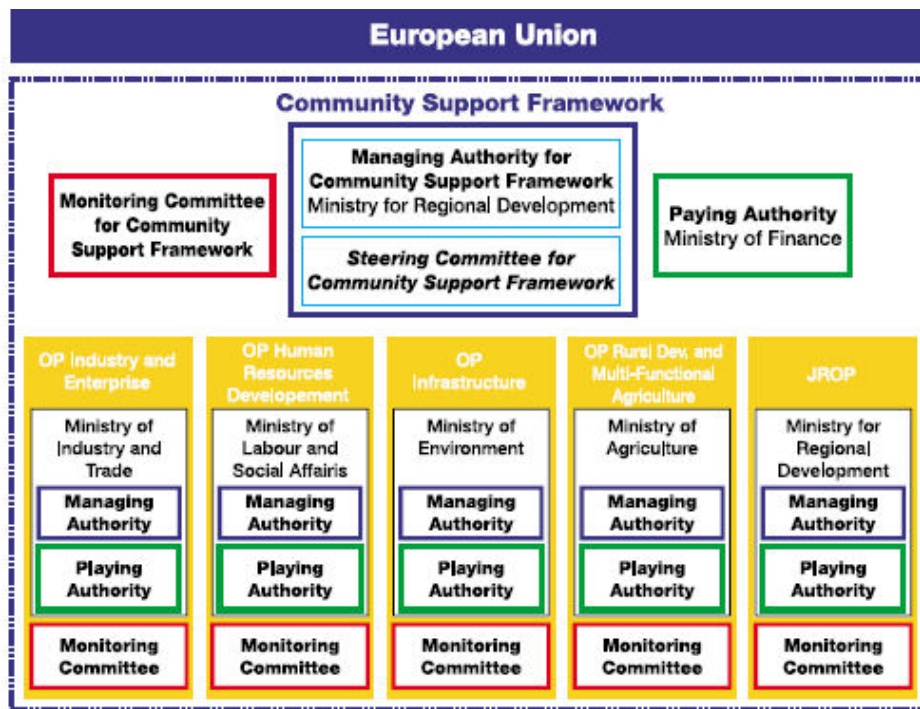 European Union
Community Support Framework
Monitoring Committee
for Community
Support Framework
Managing Authority for
Community Support Framework
Ministry for Regional Development
Steering Committee for
Community Support Framework
Paying Authority
Ministry of Finance
OP Industry and
Enterprise
Ministry of
Industry and
Trade
Managing
Authority
Playing
Authority
Monitoring
Committee
OP Human
Resources
Developement
Ministry of
Labour and
Social Affairis
Managing
Authority
Playing
Authority
Monitoring
Committee
OP
Infrastructure
Ministry of
Environment
Managing
Authority
Playing
Authority
Monitoring
Committee
OP Rural Dev, and
Multi-Functional
Agriculture
Ministry of
Agriculture
Managing
Authority
Playing
Authority
Monitoring
Committee
JROP
Ministry for
Regional
Development
Managing
Authority
Playing
Authority
Monitoring
Committee